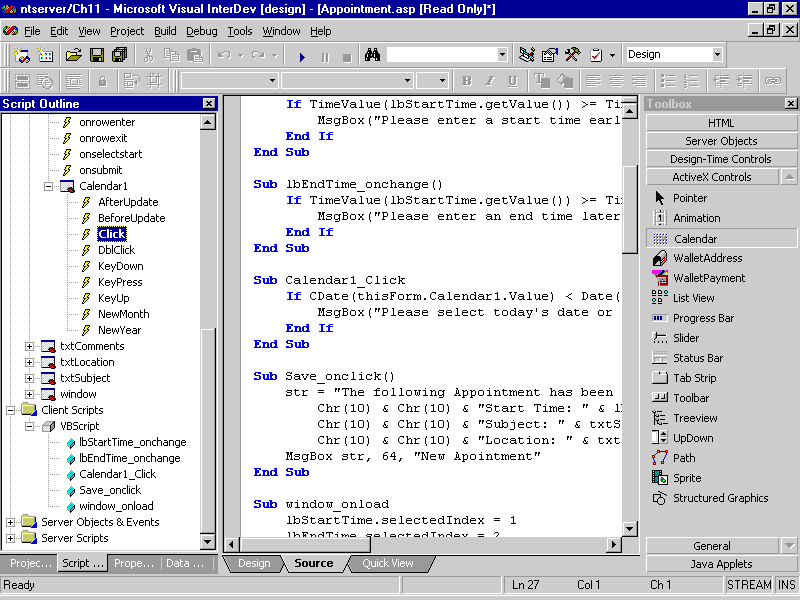 ntserver/Ch11 - Microsoft Visual InterDev [design] - [Appointment.asp [Read Only]*]
File Edit View Project Build Debug Tools Window Help
Design
B I U
Script Outline
onrowenter
onrowexit
onselectstart
onsubmit
Calendar1
AfterUpdate
BeforeUpdate
Click
DblClick
KeyDown
KeyPress
KeyUp
NewMonth
NewYear
txtComments
txtLocation
txtSubject
window
Client Scripts
VBScript
lbStartTime_onchange
lbEndTime_onchange
Calendar1_Click
Save_onclick
window_onload
Server Objects & Events
Server Scripts
Projec... Script ... Prope... Data ...
If TimeValue(lbStartTime.getValue()) >= Ti
MsgBox("Please enter a start time earl
End If
End Sub
Sub lbEndTime_onchange()
If TimeValue(lbStartTime.getValue()) >= Ti
MsgBox("Please enter an end time later
End If
End Sub
Sub Calendar1_Click
If CDate(thisForm.Calendar1.Value) < Date(
MsgBox("Please select today's date or
End If
End Sub
Sub Save_onclick()
str = "The following Appointment has been
Chr(10) & Chr(10) & "Start Time: " & l
Chr(10) & Chr(10) & "Subject: " & txtS
Chr(10) & Chr(10) & "Location: " & txt
MsgBox str, 64, "New Apointment"
End Sub
Sub window_onload
lbStartTime.selectedIndex = 1
lbEndTime.selectedIndex = 2
Design Source Quick View
Toolbox
HTML
Server Objects
Design-Time Controls
ActiveX Controls
Pointer
Animation
Calendar
WalletAddress
WalletPayment
List View
Progress Bar
Slider
Status Bar
Tab Strip
Toolbar
Treeview
UpDown
Path
Sprite
Structured Graphics
General
Java Applets
Ready Ln 27 Col 1 Ch 1 STREAM INS